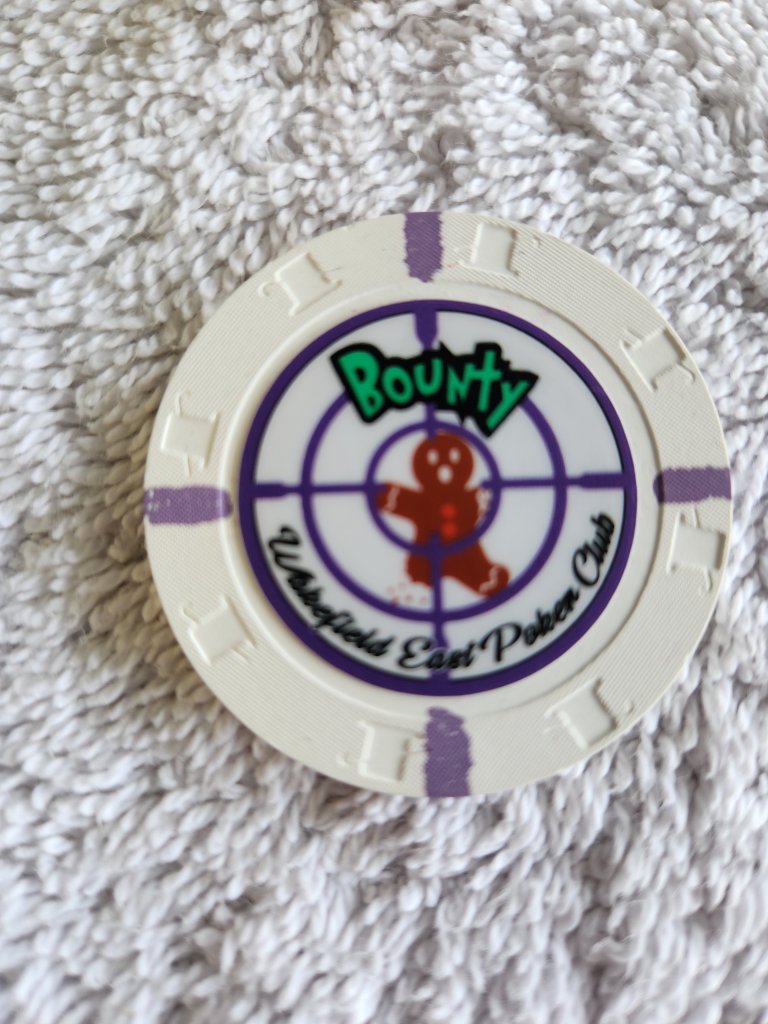 BOUNTY
Wakefield East Poker Club